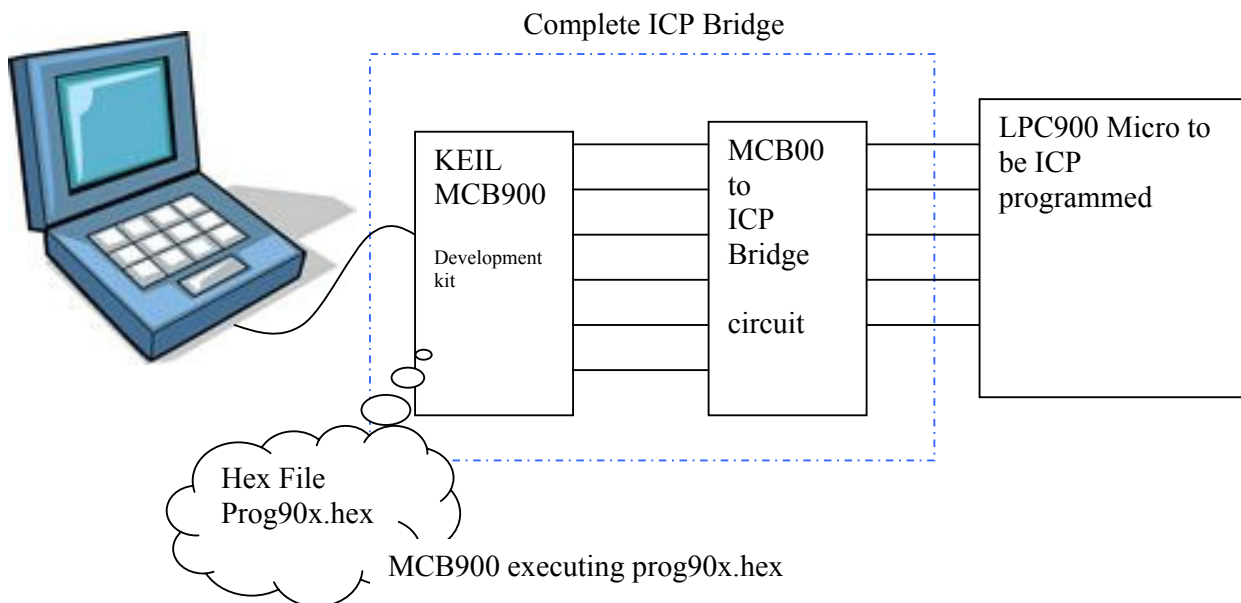 Complete ICP Bridge
KEIL
MCB900
Development
kit
MCB00
to
ICP
Bridge
circuit
LPC900 Micro to
be ICP
programmed
Hex File
Prog90x.hex
MCB900 executing prog90x.hex